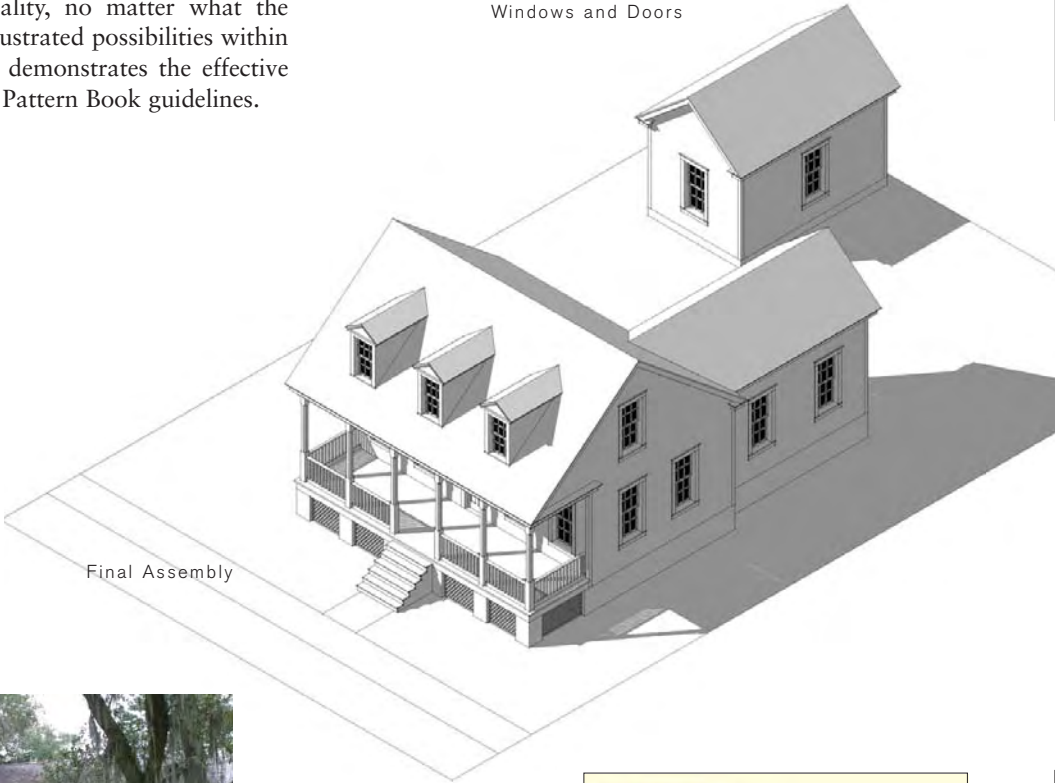 ality, no matter what the
ustrated possibilities within
demonstrates the effective
Pattern Book guidelines.
Windows and Doors
Final Assembly